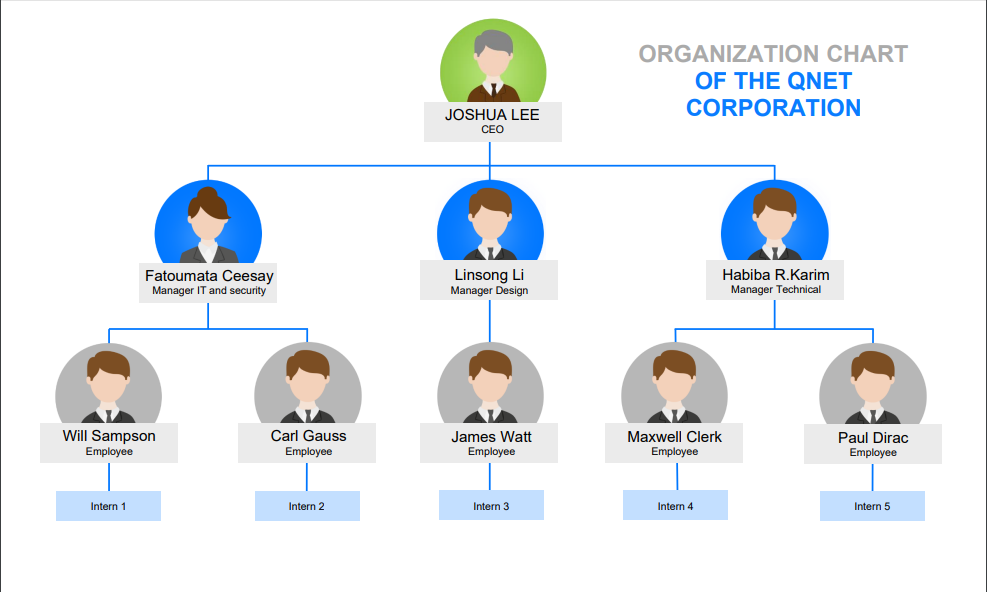 ORGANIZATION CHART
OF THE QNET
CORPORATION
JOSHUA LEE
CEO
Fatoumata Ceesay
Manager IT and security
Linsong Li
Manager Design
Habiba R.Karim
Manager Technical
Will Sampson
Employee
Carl Gauss
Employee
James Watt
Employee
Maxwell Clerk
Employee
Paul Dirac
Employee
Intern 1
Intern 2
Intern 3
Intern 4
Intern 5